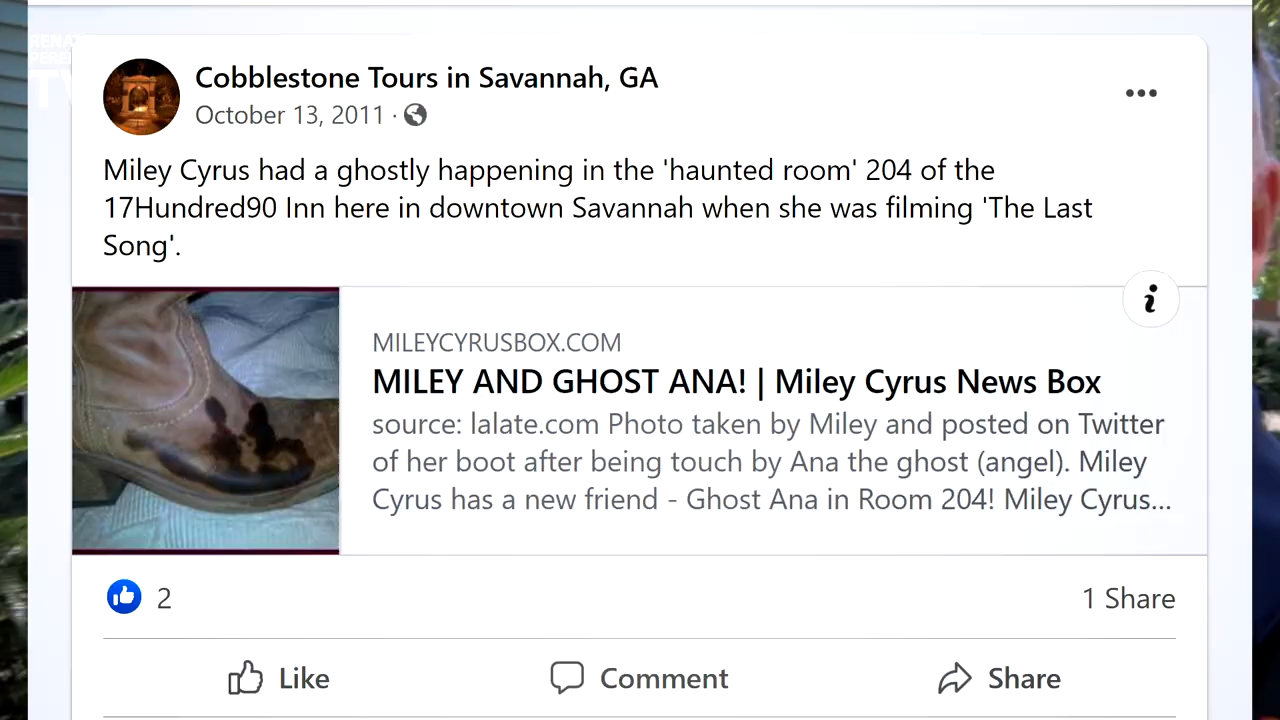 RENA
PERE
TV
Cobblestone Tours in Savannah, GA
October 13, 2011 ·
Miley Cyrus had a ghostly happening in the 'haunted room' 204 of the
17Hundred90 Inn here in downtown Savannah when she was filming 'The Last
Song'.
i
MILEYCYRUSBOX.COM
MILEY AND GHOST ANA! | Miley Cyrus News Box
source: lalate.com Photo taken by Miley and posted on Twitter
of her boot after being touch by Ana the ghost (angel). Miley
Cyrus has a new friend - Ghost Ana in Room 204! Miley Cyrus...
2
1 Share
Like
Comment
Share